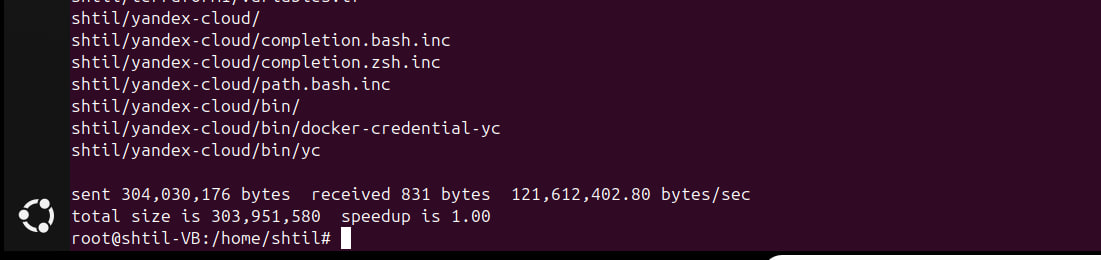 shtil/yandex-cloud/
shtil/yandex-cloud/completion.bash.inc
shtil/yandex-cloud/completion.zsh.inc
shtil/yandex-cloud/path.bash.inc
shtil/yandex-cloud/bin/
shtil/yandex-cloud/bin/docker-credential-yc
shtil/yandex-cloud/bin/yc
sent 304,030,176 bytes  received 831 bytes  121,612,402.80 bytes/sec
total size is 303,951,580  speedup is 1.00
root@shtil-VB:/home/shtil#